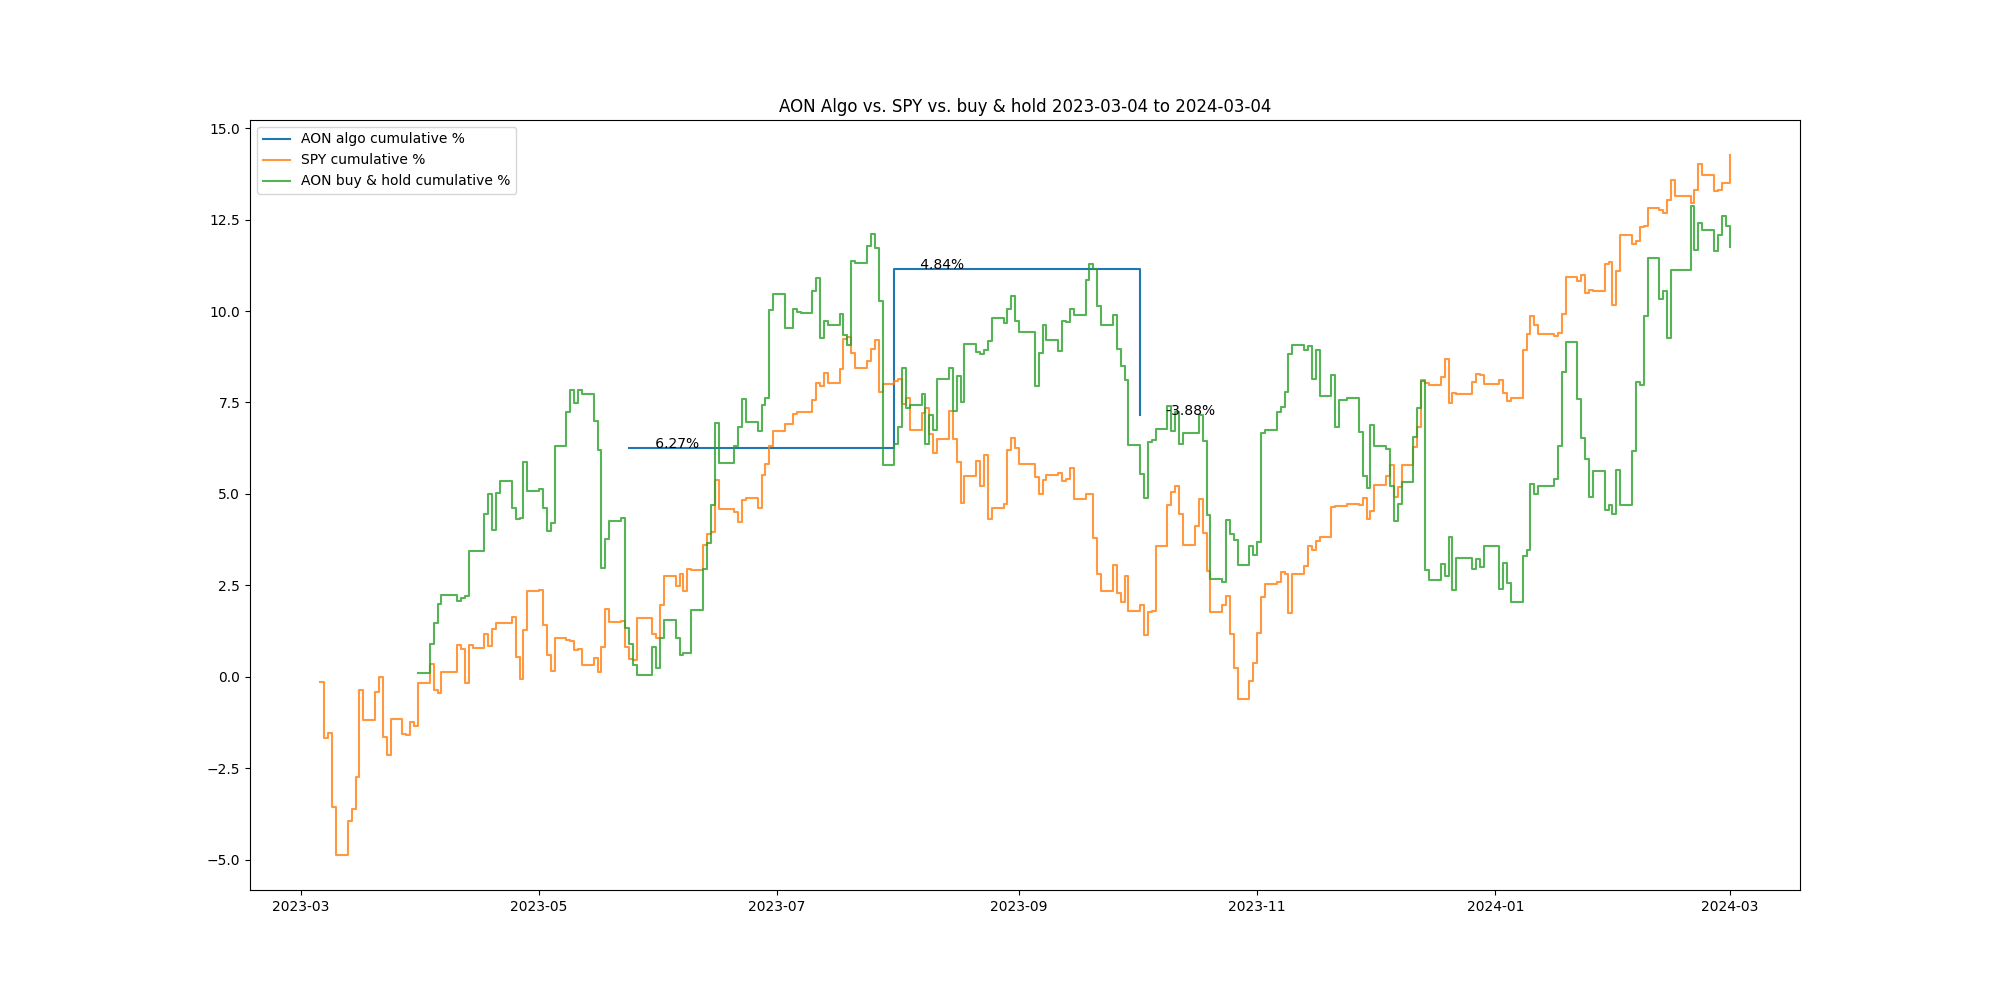 AON Algo vs. SPY vs. buy & hold 2023-03-04 to 2024-03-04
15.0
AON algo cumulative %
SPY cumulative %
AON buy & hold cumulative %
12.5
4.84%
10.0
7.5
-3.88%
6.27%
5.0
2.5
0.0
−2.5
−5.0
2023-03 2023-05 2023-07 2023-09 2023-11 2024-01 2024-03